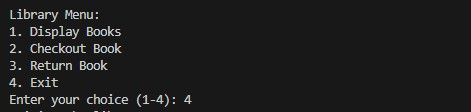 Library Menu:
1. Display Books
2. Checkout Book
3. Return Book
4. Exit
Enter your choice (1-4): 4